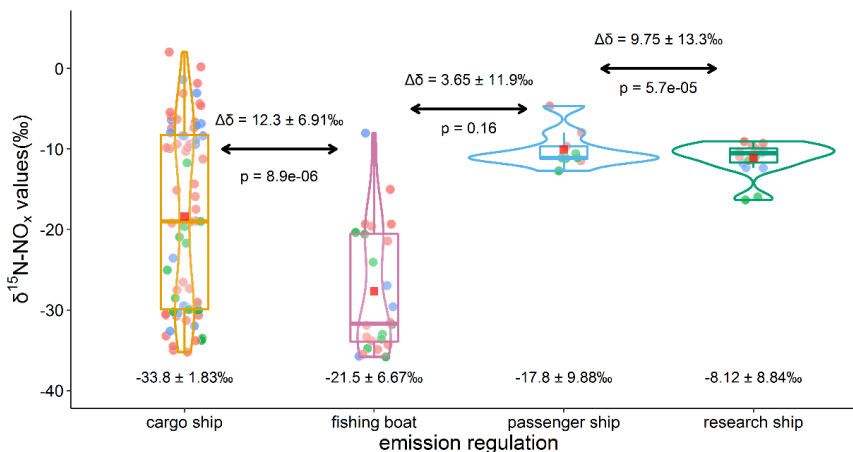 Δδ = 9.75 ± 13.3‰
p = 5.7e-05
Δδ = 3.65 ± 11.9‰
p = 0.16
Δδ = 12.3 ± 6.91‰
p = 8.9e-06
δ¹⁵N-NOₓ values(‰)
0
-10
-20
-30
-40
-33.8 ± 1.83‰ -21.5 ± 6.67‰ -17.8 ± 9.88‰ -8.12 ± 8.84‰
cargo ship fishing boat passenger ship research ship
emission regulation